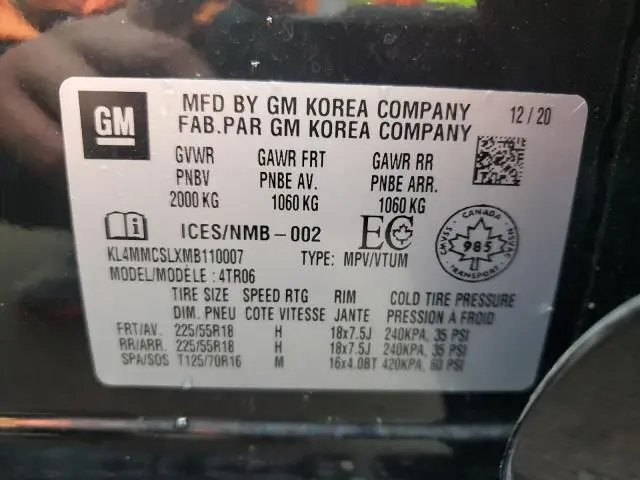 GM
MFD BY GM KOREA COMPANY
FAB.PAR GM KOREA COMPANY
12/20
GVWR GAWR FRT GAWR RR
PNBV PNBE AV. PNBE ARR.
2000 KG 1060 KG 1060 KG
ICES/NMB-002 EC
KL4MMCSLXMB110007 TYPE: MPV/VTUM
MODEL/MODÈLE : 4TR06
CANADA
CMVSS 985 NSVAC
TRANSPORT
TIRE SIZE SPEED RTG RIM COLD TIRE PRESSURE
DIM. PNEU COTE VITESSE JANTE PRESSION A FROID
FRT/AV. 225/55R18 H 18x7.5J 240KPA, 35 PSI
RR/ARR. 225/55R18 H 18x7.5J 240KPA, 35 PSI
SPA/SOS T125/70R16 M 16x4.0BT 420KPA, 60 PSI